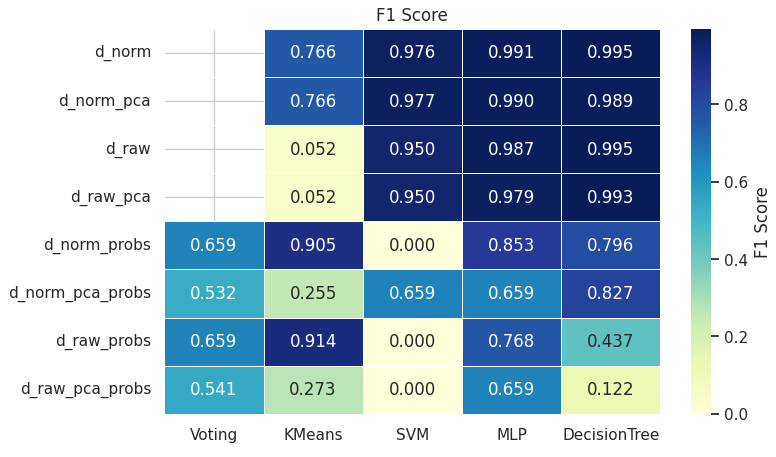 F1 Score
d_norm 0.766 0.976 0.991 0.995
d_norm_pca 0.766 0.977 0.990 0.989
d_raw 0.052 0.950 0.987 0.995
d_raw_pca 0.052 0.950 0.979 0.993
d_norm_probs 0.659 0.905 0.000 0.853 0.796
d_norm_pca_probs 0.532 0.255 0.659 0.659 0.827
d_raw_probs 0.659 0.914 0.000 0.768 0.437
d_raw_pca_probs 0.541 0.273 0.000 0.659 0.122
Voting KMeans SVM MLP DecisionTree
0.8
0.6
0.4
0.2
0.0
F1 Score